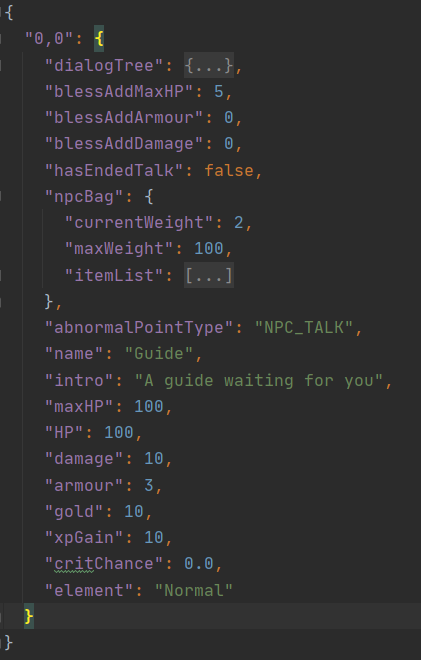 {
"0,0": {
"dialogTree": {...},
"blessAddMaxHP": 5,
"blessAddArmour": 0,
"blessAddDamage": 0,
"hasEndedTalk": false,
"npcBag": {
"currentWeight": 2,
"maxWeight": 100,
"itemList": [...]
},
"abnormalPointType": "NPC_TALK",
"name": "Guide",
"intro": "A guide waiting for you",
"maxHP": 100,
"HP": 100,
"damage": 10,
"armour": 3,
"gold": 10,
"xpGain": 10,
"critChance": 0.0,
"element": "Normal"
}
}